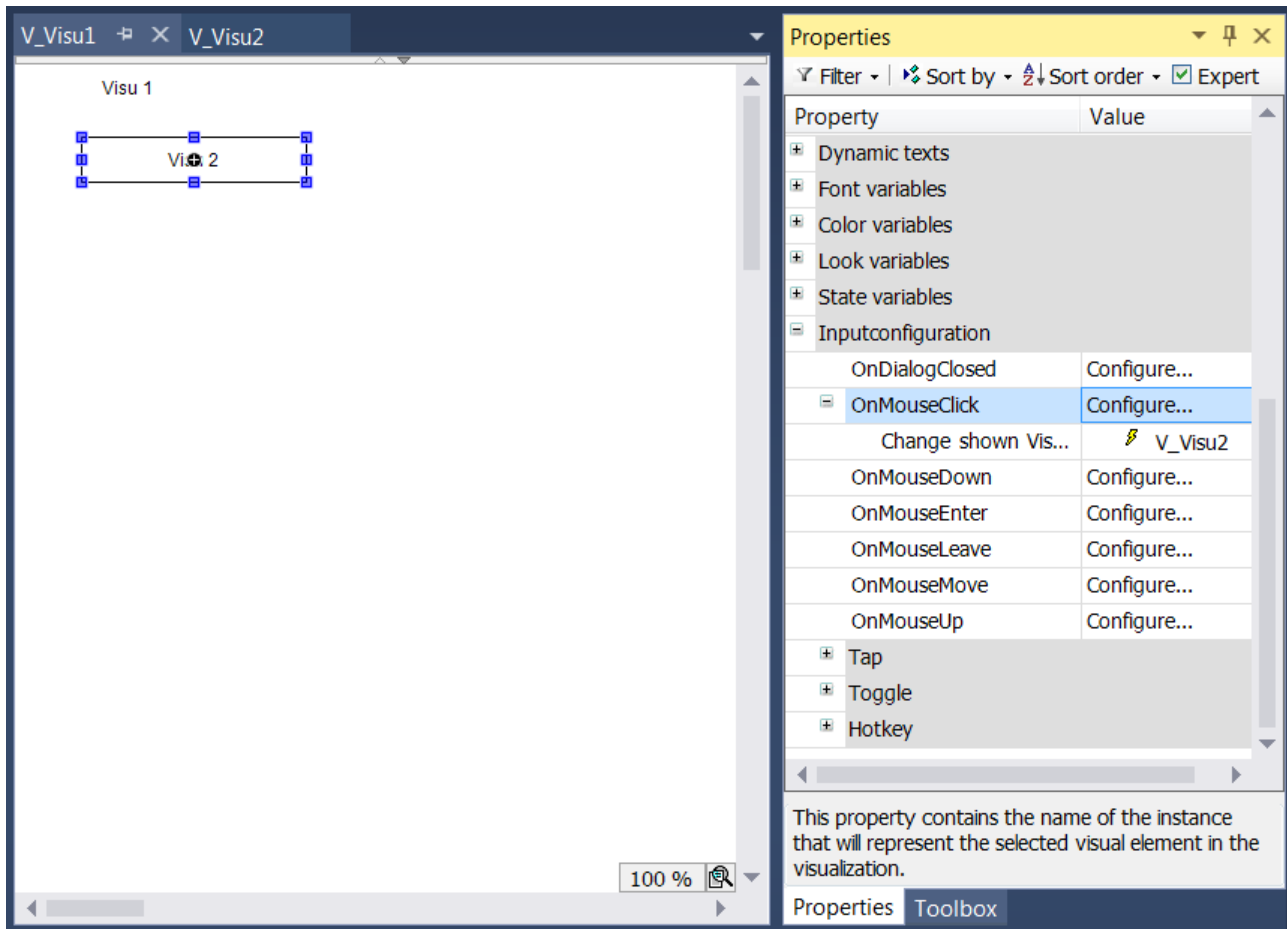 V_Visu1 V_Visu2
Visu 1
2
100 %
Properties
Filter Sort by Sort order Expert
Property Value
Dynamic texts
Font variables
Color variables
Look variables
State variables
Inputconfiguration
OnDialogClosed Configure...
OnMouseClick Configure...
Change shown Vis... V_Visu2
OnMouseDown Configure...
OnMouseEnter Configure...
OnMouseLeave Configure...
OnMouseMove Configure...
OnMouseUp Configure...
Tap
Toggle
Hotkey
This property contains the name of the instance
that will represent the selected visual element in the
visualization.
Properties Toolbox